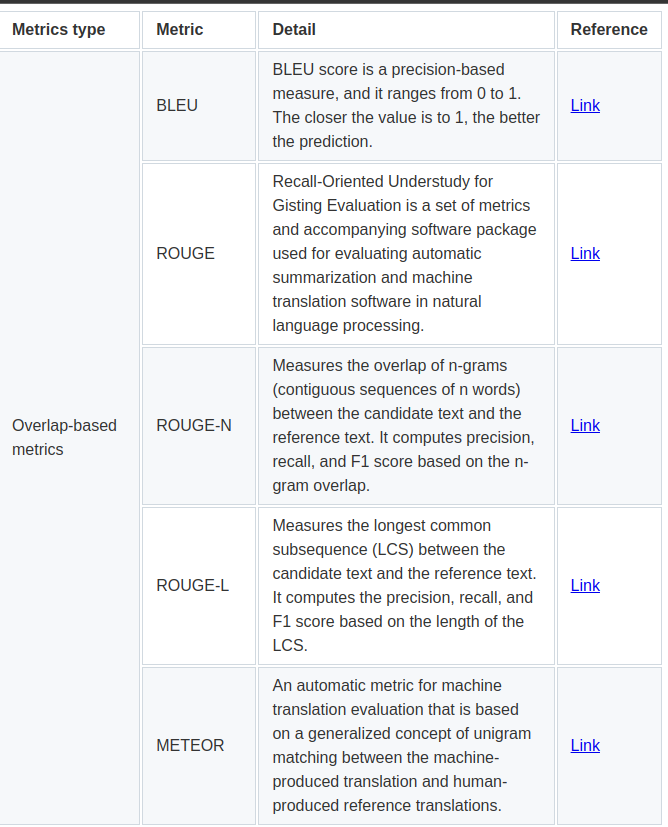 Metrics type Metric Detail Reference
BLEU
BLEU score is a precision-based
measure, and it ranges from 0 to 1.
The closer the value is to 1, the better
the prediction.
Link
ROUGE
Recall-Oriented Understudy for
Gisting Evaluation is a set of metrics
and accompanying software package
used for evaluating automatic
summarization and machine
translation software in natural
language processing.
Link
Overlap-based
metrics
ROUGE-N
Measures the overlap of n-grams
(contiguous sequences of n words)
between the candidate text and the
reference text. It computes precision,
recall, and F1 score based on the n-
gram overlap.
Link
ROUGE-L
Measures the longest common
subsequence (LCS) between the
candidate text and the reference text.
It computes the precision, recall, and
F1 score based on the length of the
LCS.
Link
METEOR
An automatic metric for machine
translation evaluation that is based
on a generalized concept of unigram
matching between the machine-
produced translation and human-
produced reference translations.
Link